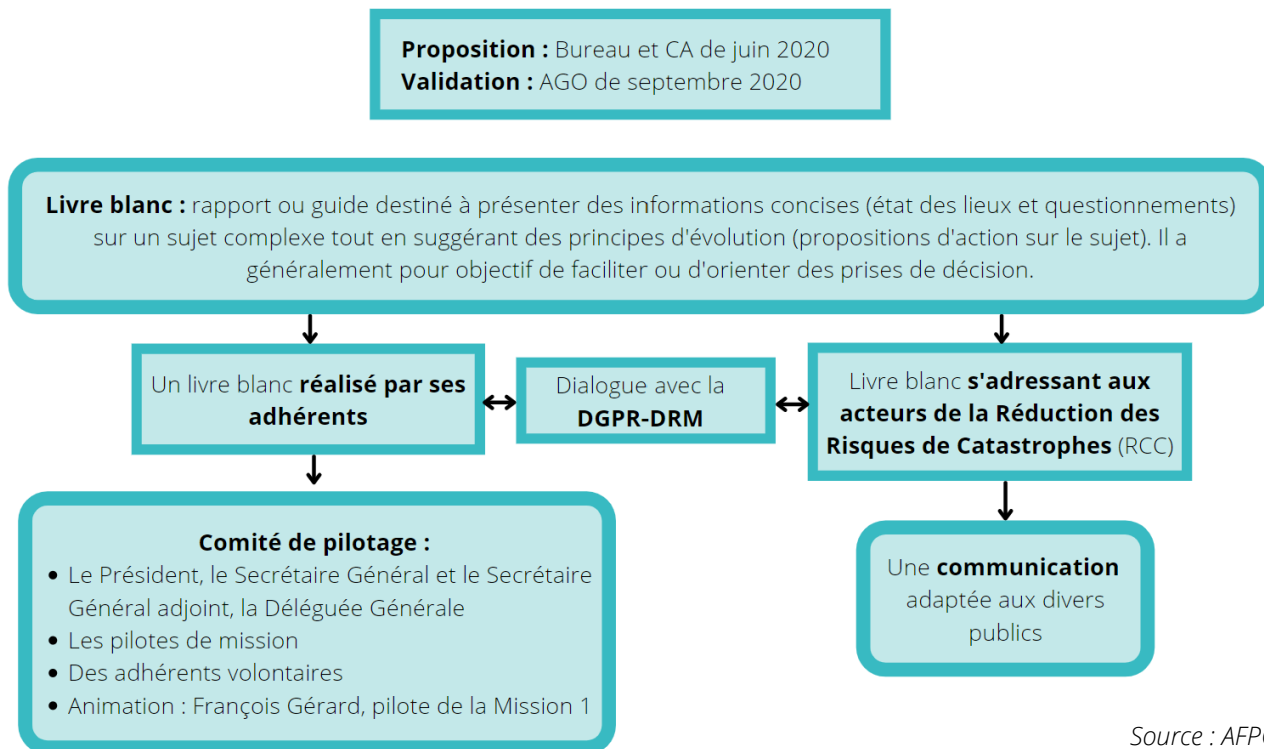 Proposition : Bureau et CA de juin 2020
Validation : AGO de septembre 2020
Livre blanc : rapport ou guide destiné à présenter des informations concises (état des lieux et questionnements)
sur un sujet complexe tout en suggérant des principes d'évolution (propositions d'action sur le sujet). Il a
généralement pour objectif de faciliter ou d'orienter des prises de décision.
Un livre blanc réalisé par ses
adhérents
Dialogue avec la
DGPR-DRM
Livre blanc s'adressant aux
acteurs de la Réduction des
Risques de Catastrophes (RCC)
Comité de pilotage :
• Le Président, le Secrétaire Général et le Secrétaire
Général adjoint, la Déléguée Générale
• Les pilotes de mission
• Des adhérents volontaires
• Animation : François Gérard, pilote de la Mission 1
Une communication
adaptée aux divers
publics
Source :